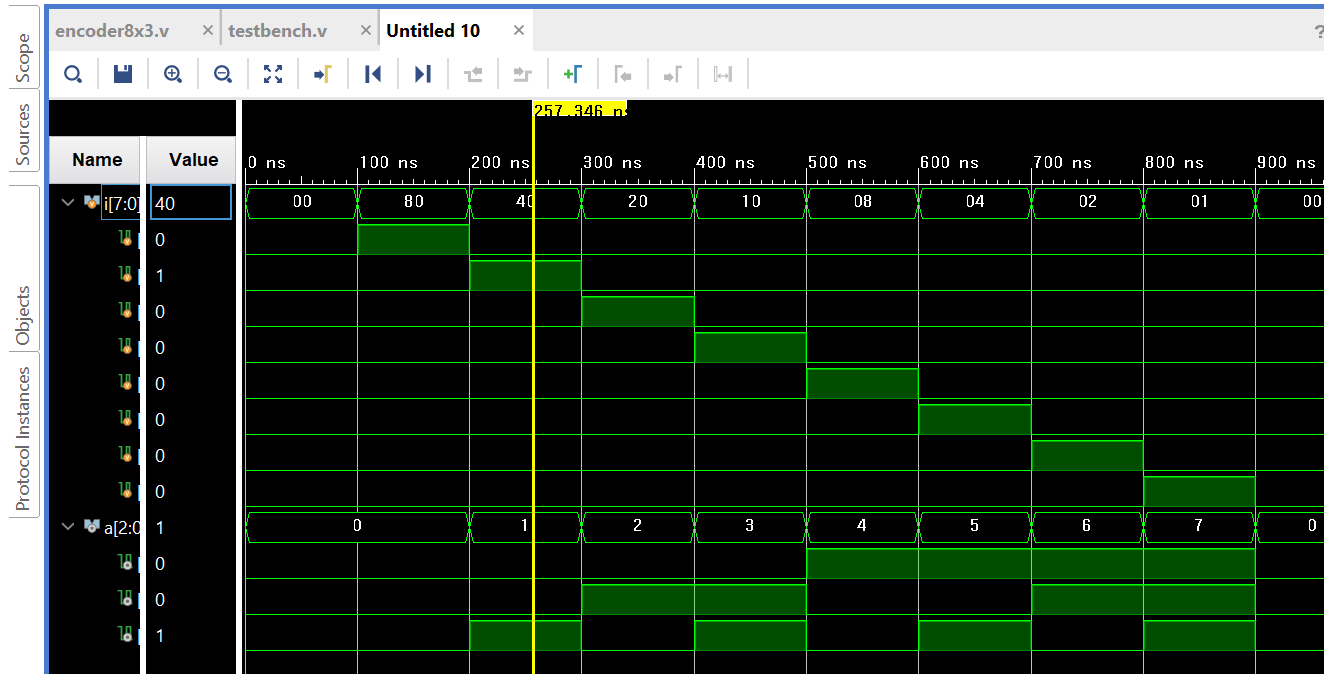 encoder8x3.v × testbench.v × Untitled 10 × ?
Scope
Sources
Objects
Protocol Instances
257.346 ns
Name Value
0 ns 100 ns 200 ns 300 ns 400 ns 500 ns 600 ns 700 ns 800 ns 900 ns
i[7:0] 40 00 80 40 20 10 08 04 02 01 00
0
1
0
0
0
0
0
0
a[2:0 1 0 1 2 3 4 5 6 7 0
0
0
1